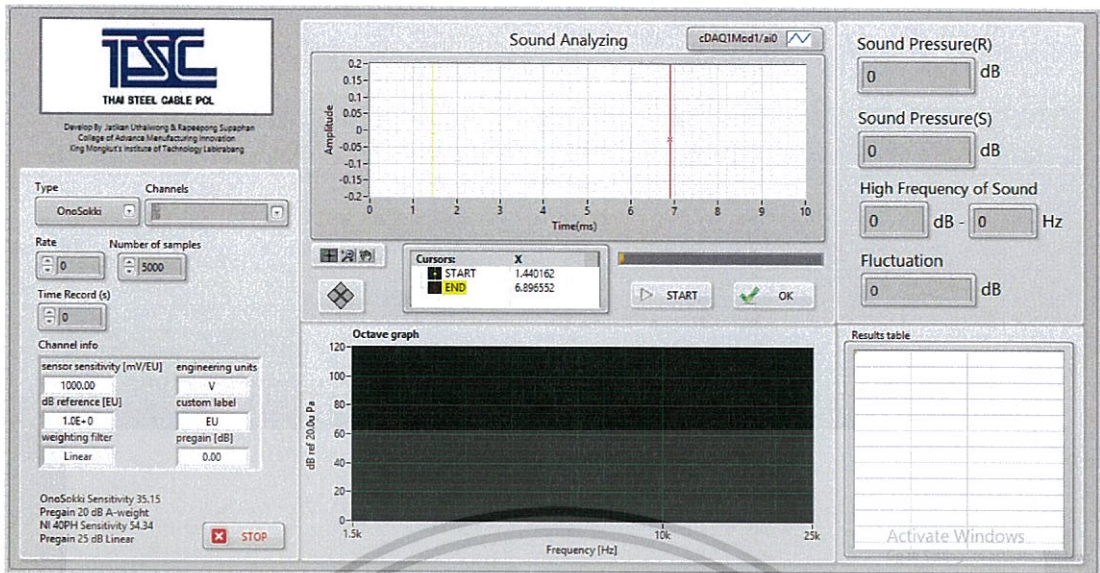 TSC
THAI STEEL CABLE PCL
Develop By Jatikan Uthaiwong & Rapeepong Supaphan
College of Advance Manufacturing Innovation
King Mongkut's Institute of Technology Labkrabang
Type Channels
OnoSokki
Rate Number of samples
0 5000
Time Record (s)
0
Channel info
sensor sensitivity [mV/EU] engineering units
1000.00 V
dB reference [EU] custom label
1.0E+0 EU
weighting filter pregain [dB]
Linear 0.00
OnoSokki Sensitivity 35.15
Pregain 20 dB A-weight
NI 40PH Sensitivity 54.34
Pregain 25 dB Linear
STOP
Sound Analyzing cDAQ1Mod1/ai0
Amplitude
0.2
0.15
0.1
0.05
0
-0.05
-0.1
-0.15
-0.2
0 1 2 3 4 5 6 7 8 9 10
Time(ms)
Cursors: X
START 1.440162
END 6.896552
START OK
Octave graph
dB ref 20.0u Pa
120
100
80
60
40
20
0
1.5k 10k 25k
Frequency [Hz]
Sound Pressure(R)
0 dB
Sound Pressure(S)
0 dB
High Frequency of Sound
0 dB - 0 Hz
Fluctuation
0 dB
Results table
Activate Windows